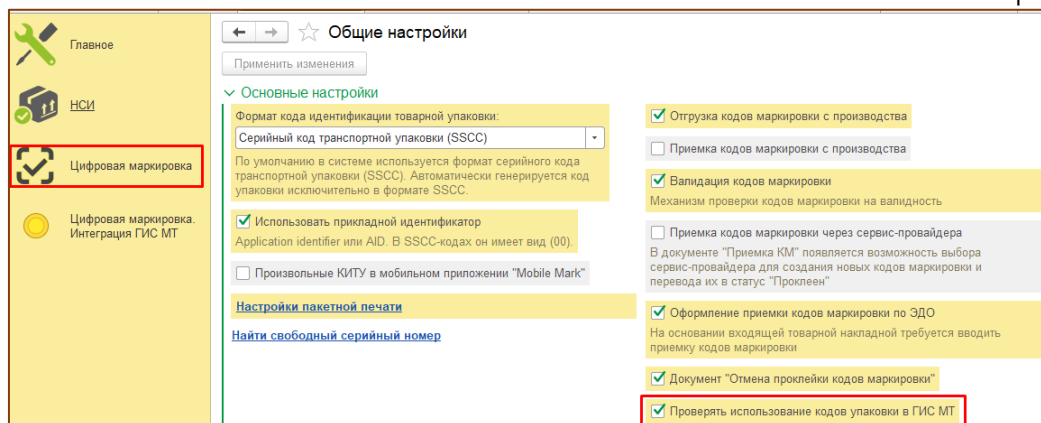 Главное
НСИ
Цифровая маркировка
Цифровая маркировка.
Интеграция ГИС МТ
Общие настройки
Применить изменения
Основные настройки
Формат кода идентификации товарной упаковки:
Серийный код транспортной упаковки (SSCC)
По умолчанию в системе используется формат серийного кода
транспортной упаковки (SSCC). Автоматически генерируется код
упаковки исключительно в формате SSCC.
Использовать прикладной идентификатор
Application identifier или AID. В SSCC-кодах он имеет вид (00).
Произвольные КИТУ в мобильном приложении "Mobile Mark"
Настройки пакетной печати
Найти свободный серийный номер
Отгрузка кодов маркировки с производства
Приемка кодов маркировки с производства
Валидация кодов маркировки
Механизм проверки кодов маркировки на валидность
Приемка кодов маркировки через сервис-провайдера
В документе "Приемка КМ" появляется возможность выбора
сервис-провайдера для создания новых кодов маркировки и
перевода их в статус "Проклеен"
Оформление приемки кодов маркировки по ЭДО
На основании входящей товарной накладной требуется вводить
приемку кодов маркировки
Документ "Отмена проклейки кодов маркировки"
Проверять использование кодов упаковки в ГИС МТ